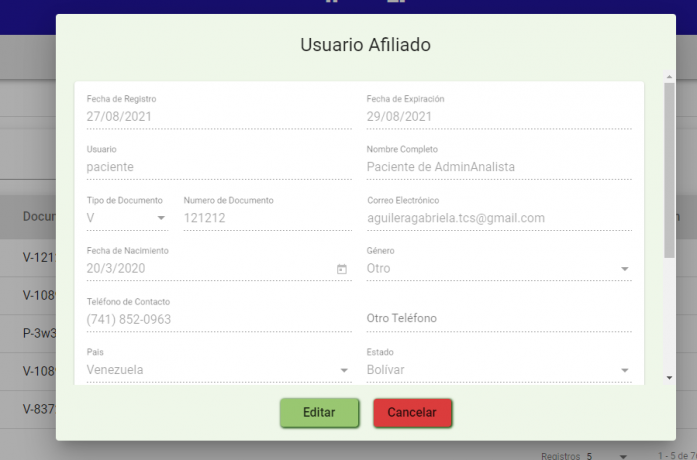 Usuario Afiliado
Fecha de Registro Fecha de Expiración
27/08/2021 29/08/2021
Usuario Nombre Completo
paciente Paciente de AdminAnalista
Tipo de Documento Numero de Documento Correo Electrónico
V 121212 aguileragabriela.tcs@gmail.com
Fecha de Nacimiento Género
20/3/2020 Otro
Teléfono de Contacto
(741) 852-0963 Otro Teléfono
Pais Estado
Venezuela Bolívar
Editar Cancelar
Docum
V-121
V-108
P-3w3
V-108
V-837
Registros 5 1 - 5 de 7